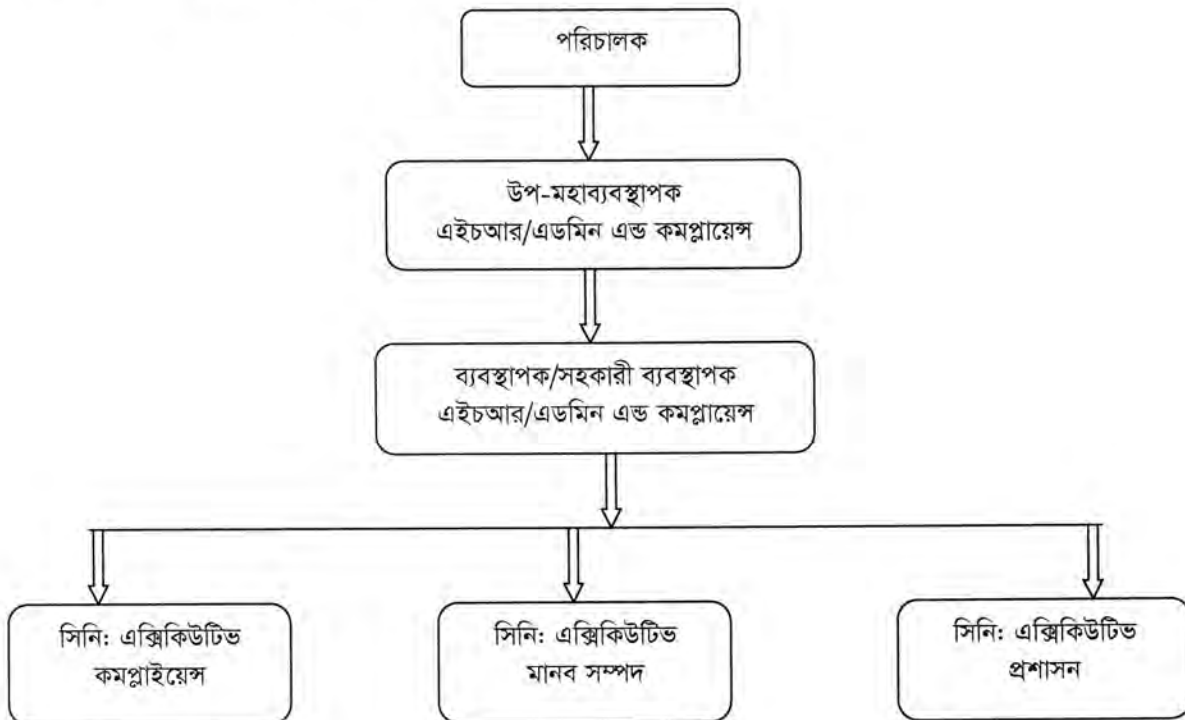 পরিচালক
উপ-মহাব্যবস্থাপক
এইচআর/এডমিন এন্ড কমপ্লায়েন্স
ব্যবস্থাপক/সহকারী ব্যবস্থাপক
এইচআর/এডমিন এন্ড কমপ্লায়েন্স
সিনি: এক্সিকিউটিভ
কমপ্লাইয়েন্স
সিনি: এক্সিকিউটিভ
মানব সম্পদ
সিনি: এক্সিকিউটিভ
প্রশাসন